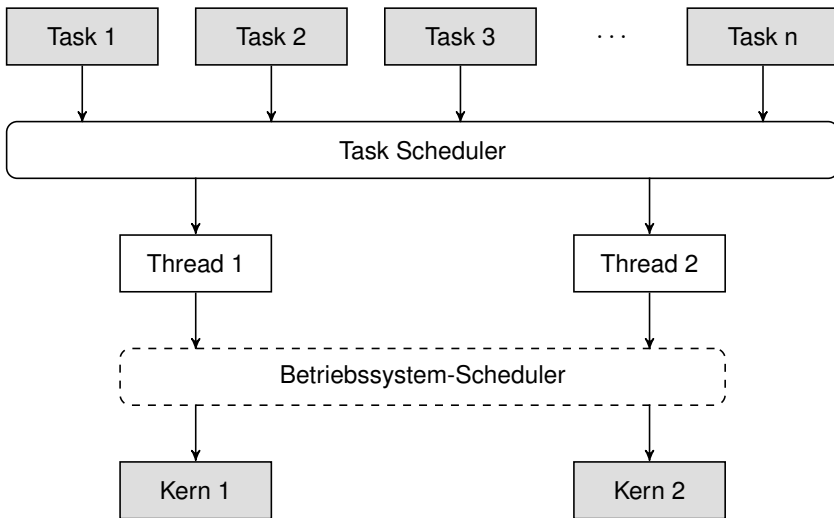 Task 1 Task 2 Task 3 ... Task n
Task Scheduler
Thread 1 Thread 2
Betriebssystem-Scheduler
Kern 1 Kern 2